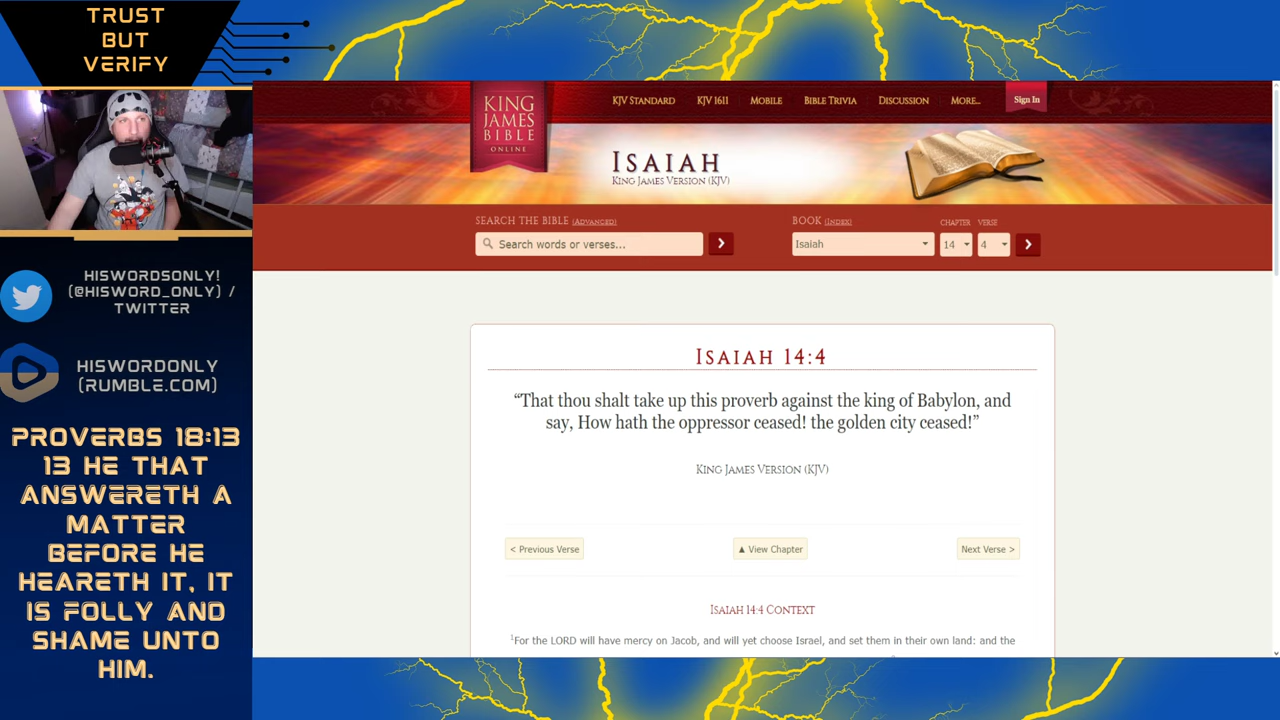 TRUST
BUT
VERIFY
HISWORDSONLY!
(@HISWORD_ONLY) /
TWITTER
HISWORDONLY
(RUMBLE.COM)
PROVERBS 18:13
13 HE THAT
ANSWERETH A
MATTER
BEFORE HE
HEARETH IT, IT
IS FOLLY AND
SHAME UNTO
HIM.
KING
JAMES
BIBLE
ONLINE
KJV STANDARD KJV 1611 MOBILE BIBLE TRIVIA DISCUSSION MORE... Sign In
ISAIAH
KING JAMES VERSION (KJV)
SEARCH THE BIBLE (ADVANCED) BOOK (INDEX) CHAPTER VERSE
Search words or verses... Isaiah 14 4
ISAIAH 14:4
“That thou shalt take up this proverb against the king of Babylon, and
say, How hath the oppressor ceased! the golden city ceased!”
KING JAMES VERSION (KJV)
< Previous Verse ▲ View Chapter Next Verse >
ISAIAH 14:4 CONTEXT
1For the LORD will have mercy on Jacob, and will yet choose Israel, and set them in their own land: and the